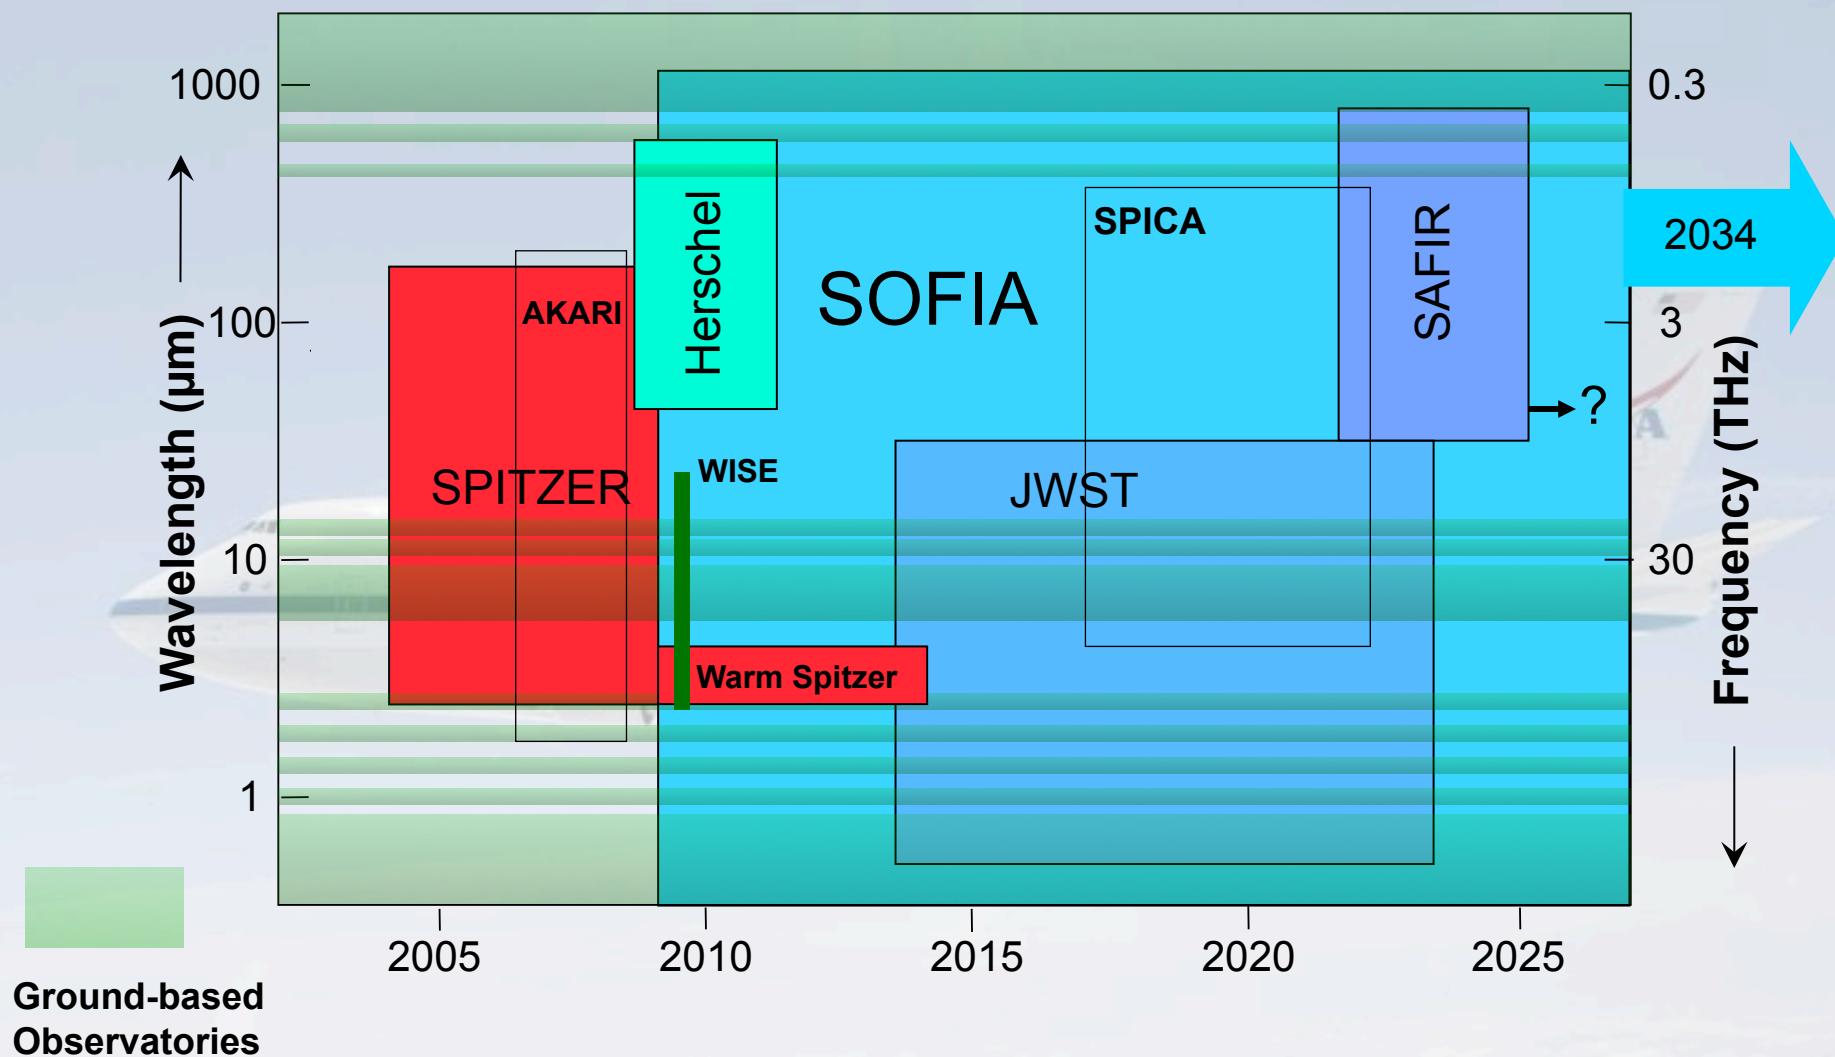 1000
100
10
1
Wavelength (µm)
0.3
3
30
Frequency (THz)
2034
SOFIA
SPICA
SAFIR
Herschel
AKARI
SPITZER
WISE
JWST
Warm Spitzer
?
A
2005
2010
2015
2020
2025
Ground-based
Observatories